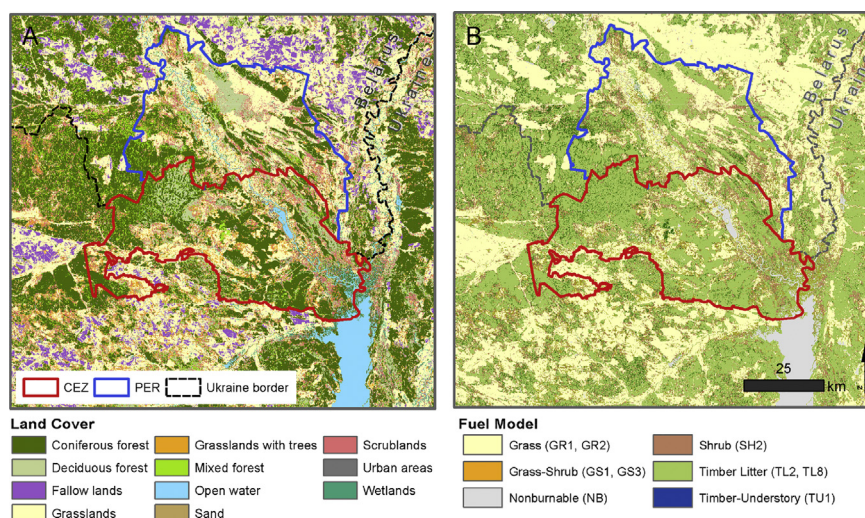 A
Belarus
Ukraine
CEZ PER Ukraine border
B
Belarus
Ukraine
25
km
Land Cover
Coniferous forest Grasslands with trees Scrublands
Deciduous forest Mixed forest Urban areas
Fallow lands Open water Wetlands
Grasslands Sand
Fuel Model
Grass (GR1, GR2) Shrub (SH2)
Grass-Shrub (GS1, GS3) Timber Litter (TL2, TL8)
Nonburnable (NB) Timber-Understory (TU1)